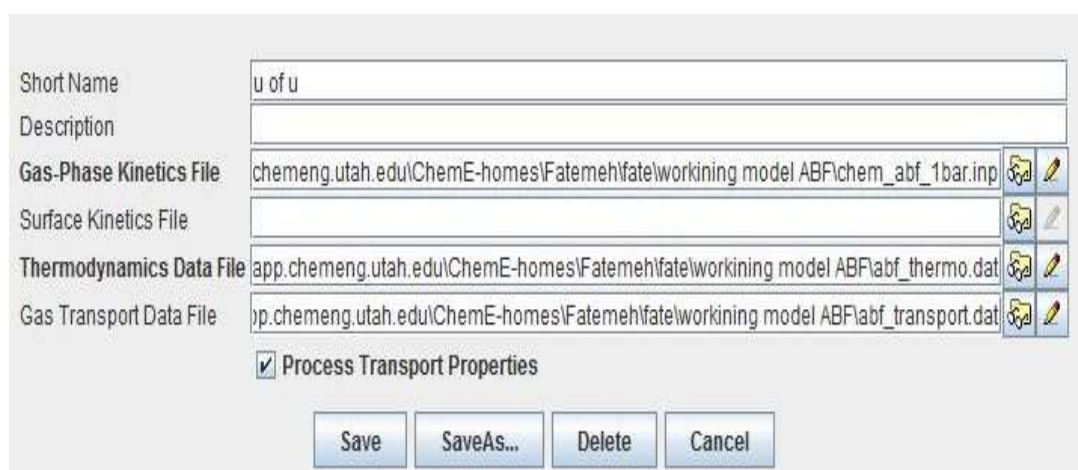 Short Name u of u
Description
Gas-Phase Kinetics File chemeng.utah.edu\ChemE-homes\Fatemeh\fate\workining model ABF\chem_abf_1bar.inp
Surface Kinetics File
Thermodynamics Data File app.chemeng.utah.edu\ChemE-homes\Fatemeh\fate\workining model ABF\abf_thermo.dat
Gas Transport Data File pp.chemeng.utah.edu\ChemE-homes\Fatemeh\fate\workining model ABF\abf_transport.dat
Process Transport Properties
Save SaveAs... Delete Cancel